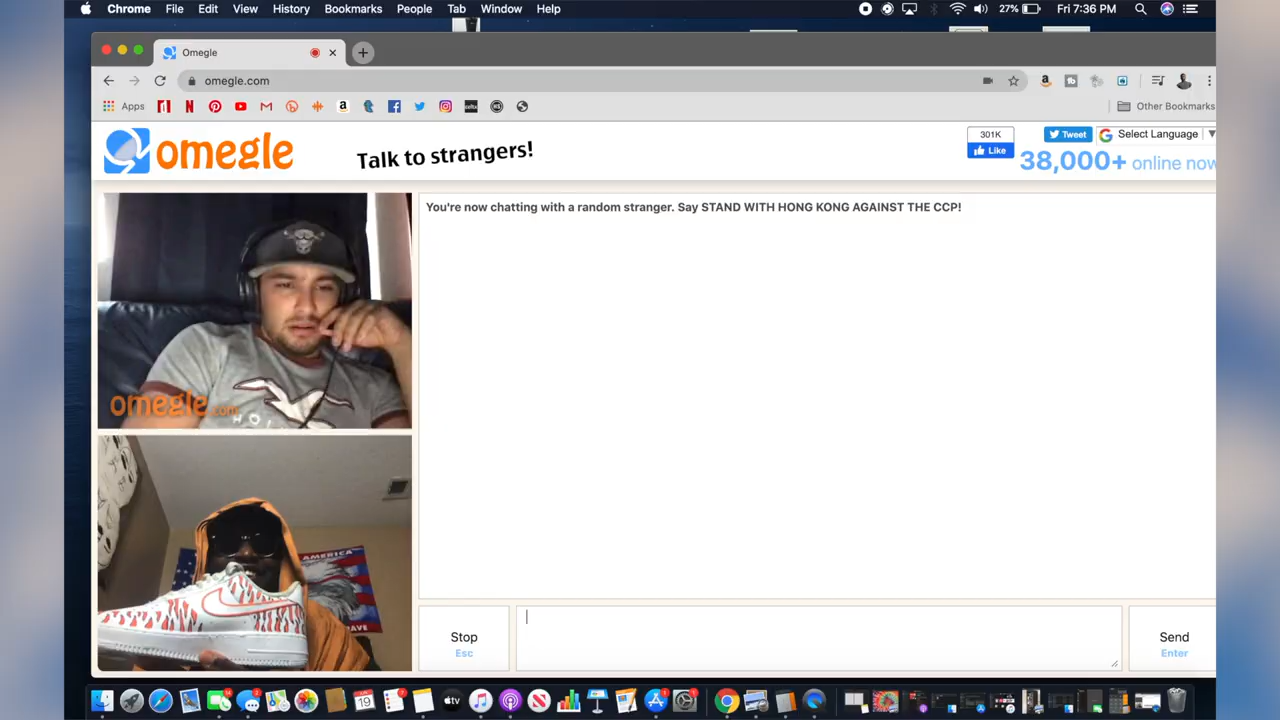 Chrome File Edit View History Bookmarks People Tab Window Help 27% Fri 7:36 PM
Omegle
omegle.com
Apps Other Bookmarks
omegle Talk to strangers! 301K Like Tweet Select Language
38,000+ online now
You're now chatting with a random stranger. Say STAND WITH HONG KONG AGAINST THE CCP!
omegle.com
HOL
AMERICA
Stop
Esc
Send
Enter
19